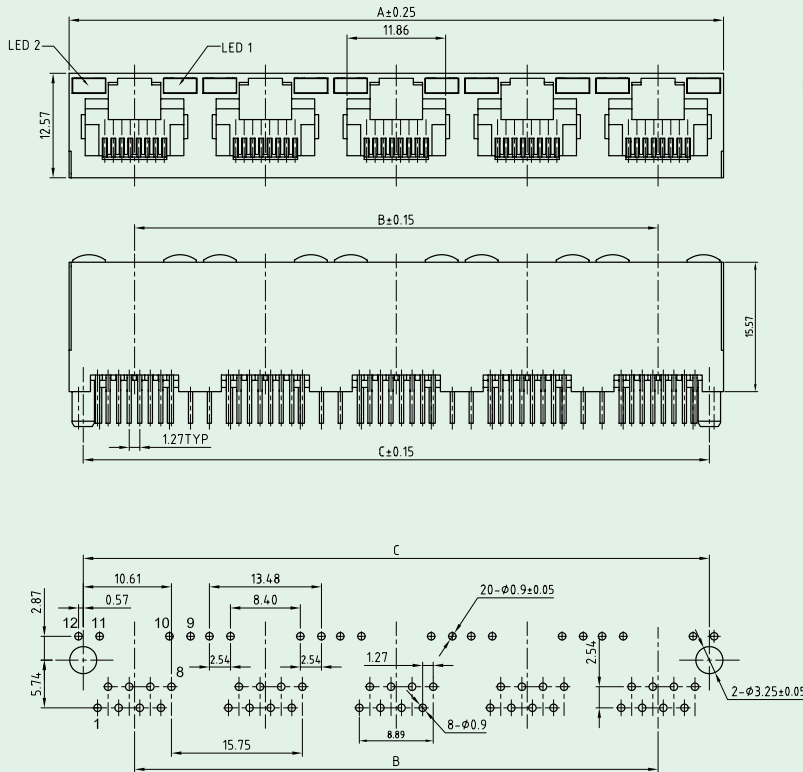 A±0.25
11.86
LED 2
LED 1
12.57
B±0.15
15.57
1.27TYP
C±0.15
C
10.61
13.48
20-Φ0.9±0.05
2.87
0.57
8.40
12
11
10
9
2.54
2.54
1.27
2.54
5.74
8
2-Φ3.25±0.05
1
8-Φ0.9
8.89
15.75
B